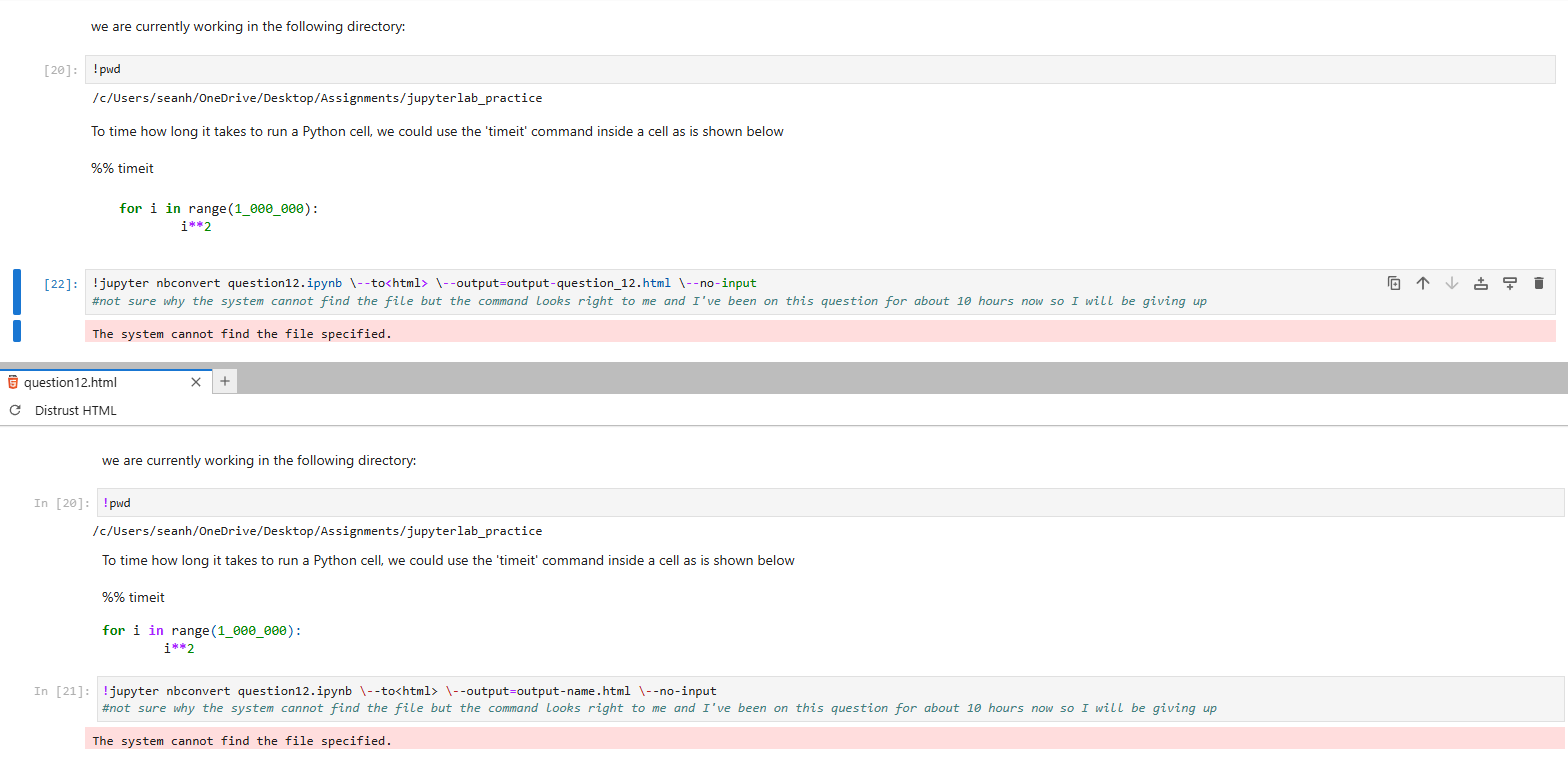 we are currently working in the following directory:
[20]: !pwd
/c/Users/seanh/OneDrive/Desktop/Assignments/jupyterlab_practice
To time how long it takes to run a Python cell, we could use the 'timeit' command inside a cell as is shown below
%% timeit
for i in range(1_000_000):
i**2
[22]: !jupyter nbconvert question12.ipynb \--to<html> \--output=output-question_12.html \--no-input
#not sure why the system cannot find the file but the command looks right to me and I've been on this question for about 10 hours now so I will be giving up
The system cannot find the file specified.
question12.html
Distrust HTML
we are currently working in the following directory:
In [20]: !pwd
/c/Users/seanh/OneDrive/Desktop/Assignments/jupyterlab_practice
To time how long it takes to run a Python cell, we could use the 'timeit' command inside a cell as is shown below
%% timeit
for i in range(1_000_000):
i**2
In [21]: !jupyter nbconvert question12.ipynb \--to<html> \--output=output-name.html \--no-input
#not sure why the system cannot find the file but the command looks right to me and I've been on this question for about 10 hours now so I will be giving up
The system cannot find the file specified.